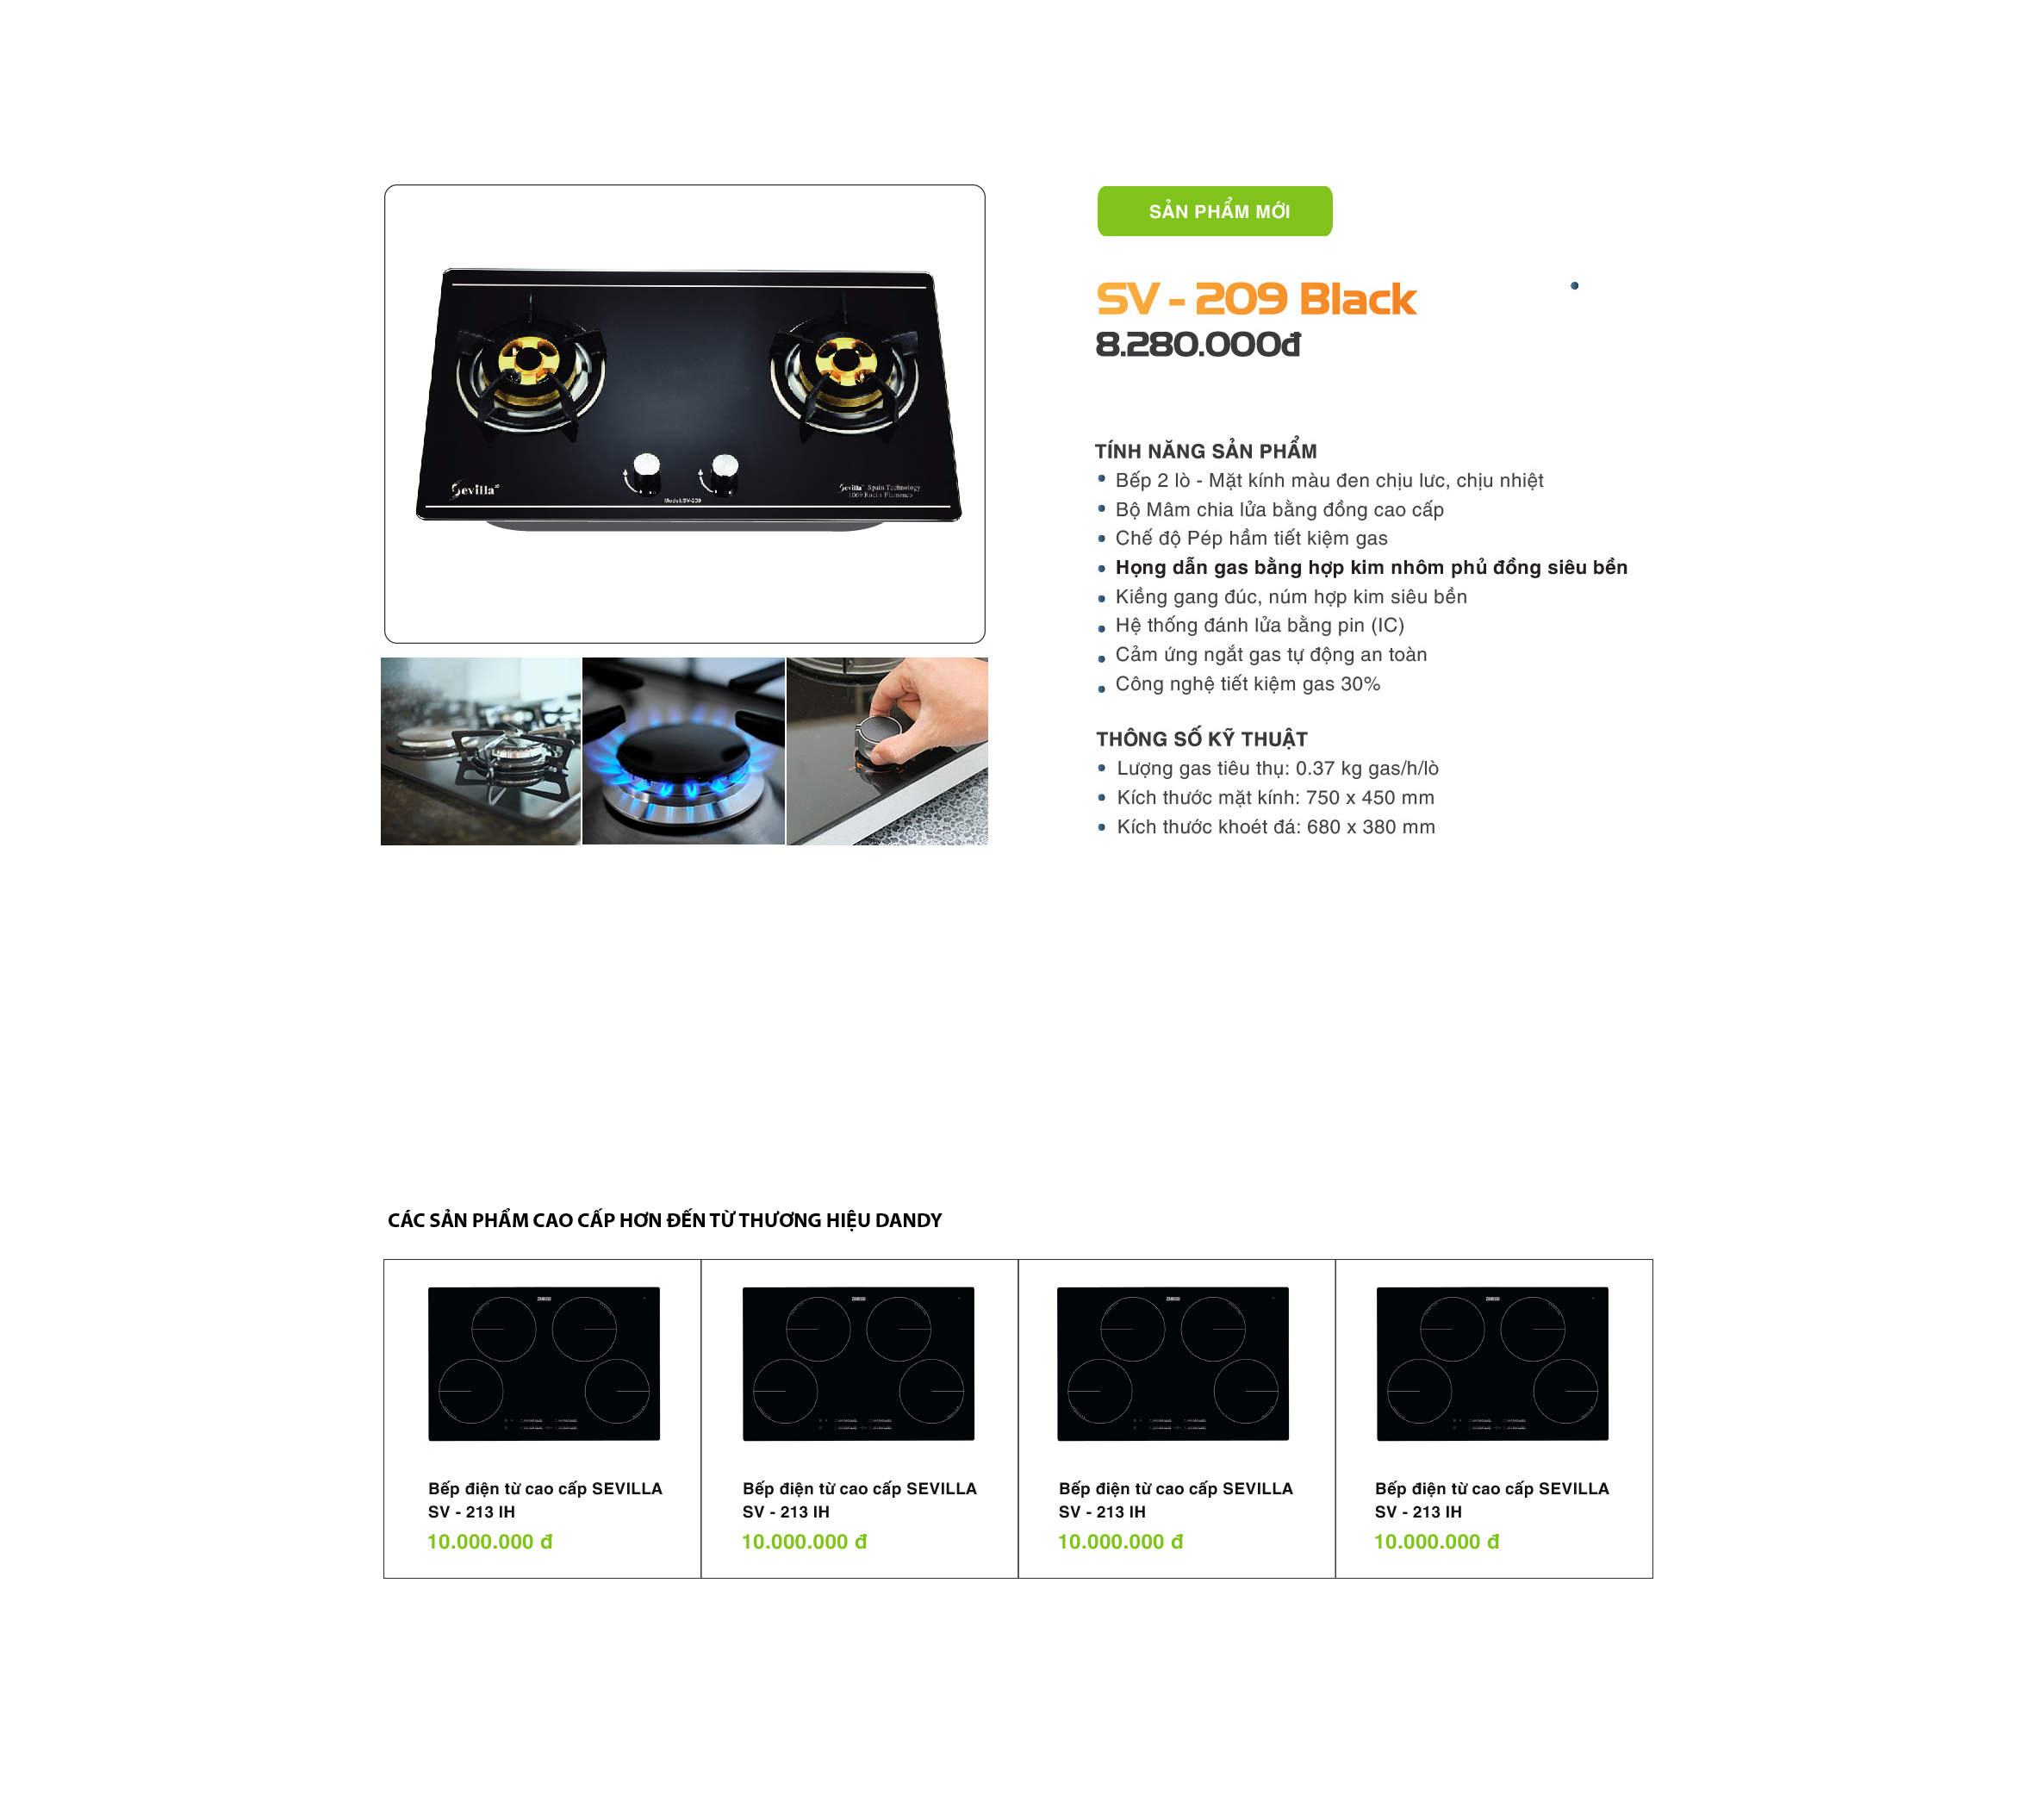 SẢN PHẨM MỚI
SV - 209 Black
8.280.000đ
TÍNH NĂNG SẢN PHẨM
Bếp 2 lò - Mặt kính màu đen chịu lưc, chịu nhiệt
Bộ Mâm chia lửa bằng đồng cao cấp
Chế độ Pép hầm tiết kiệm gas
Họng dẫn gas bằng hợp kim nhôm phủ đồng siêu bền
Kiềng gang đúc, núm hợp kim siêu bền
Hệ thống đánh lửa bằng pin (IC)
Cảm ứng ngắt gas tự động an toàn
Công nghệ tiết kiệm gas 30%
THÔNG SỐ KỸ THUẬT
Lượng gas tiêu thụ: 0.37 kg gas/h/lò
Kích thước mặt kính: 750 x 450 mm
Kích thước khoét đá: 680 x 380 mm
Sevilla
Model:SV-209
Sevilla Spain Technology
CÁC SẢN PHẨM CAO CẤP HƠN ĐẾN TỪ THƯƠNG HIỆU DANDY
Bếp điện từ cao cấp SEVILLA
SV - 213 IH
10.000.000 đ
Bếp điện từ cao cấp SEVILLA
SV - 213 IH
10.000.000 đ
Bếp điện từ cao cấp SEVILLA
SV - 213 IH
10.000.000 đ
Bếp điện từ cao cấp SEVILLA
SV - 213 IH
10.000.000 đ